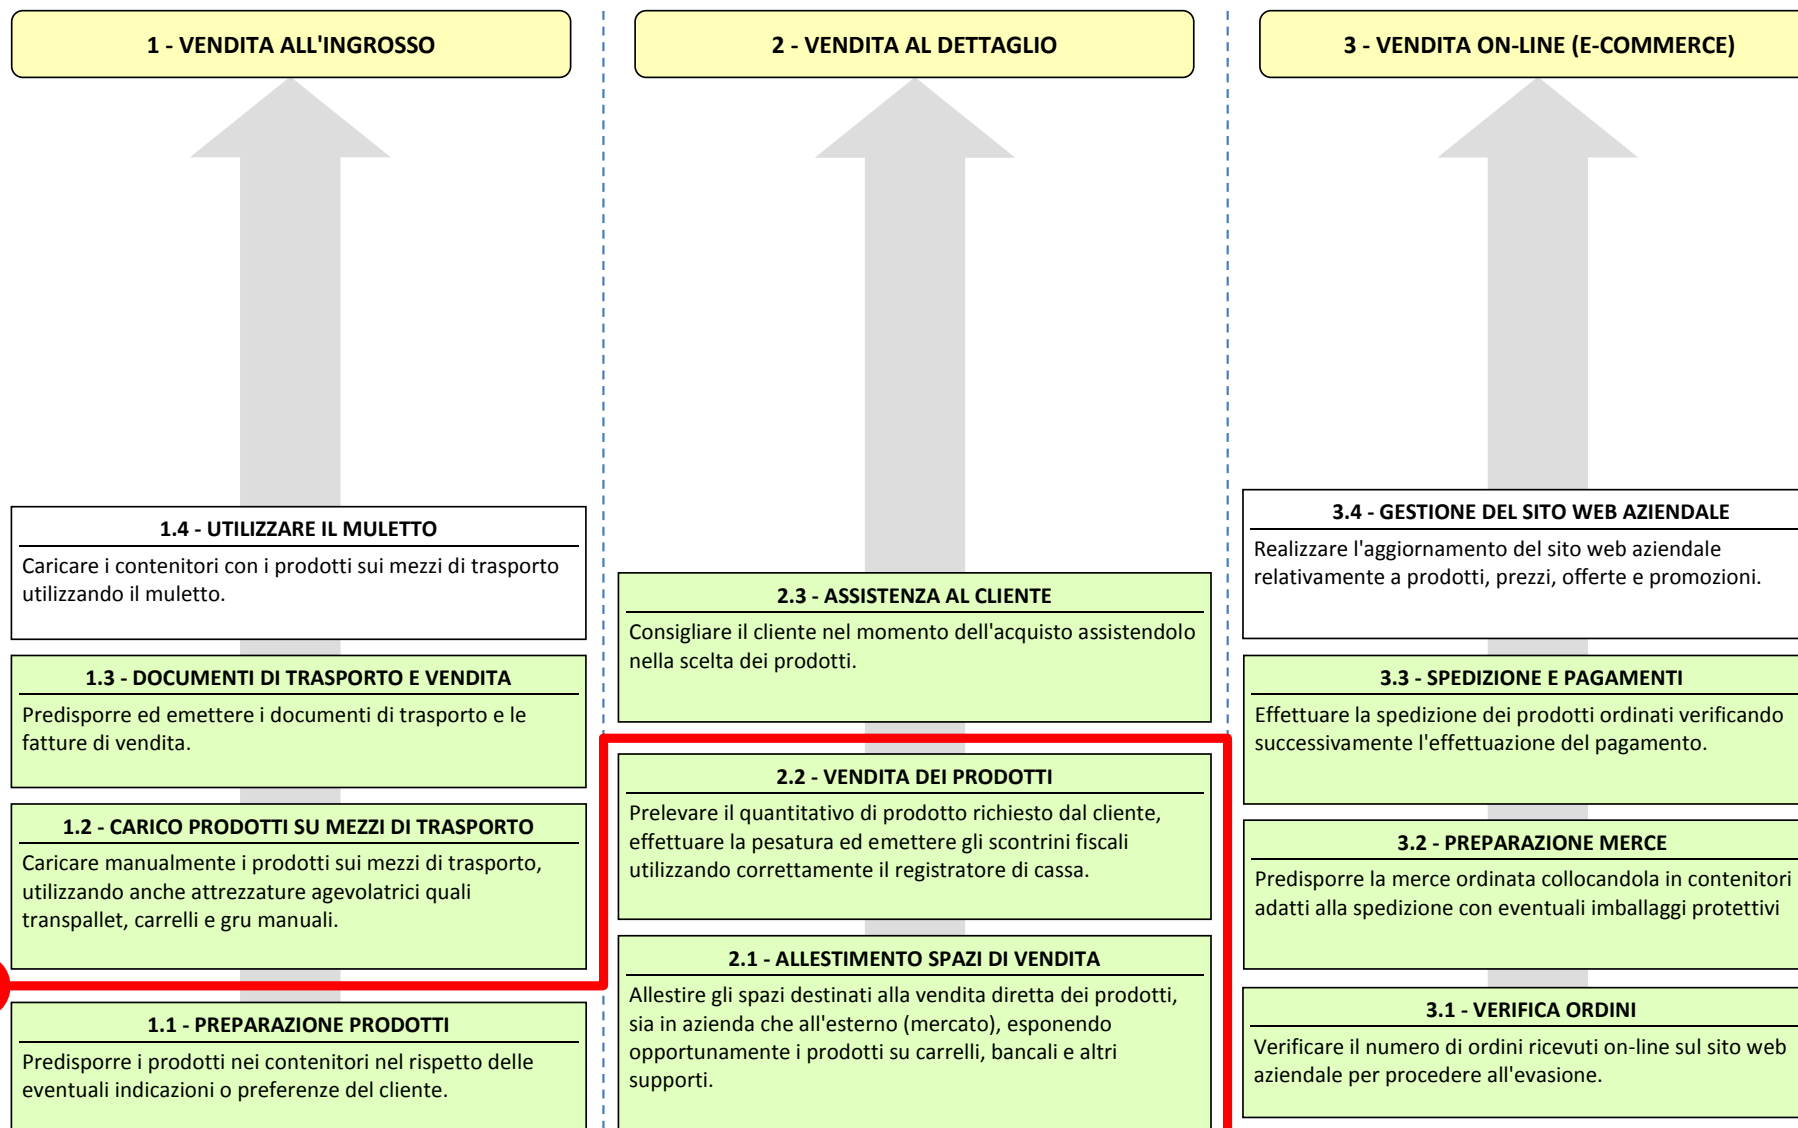 1 - VENDITA ALL'INGROSSO
1.4 - UTILIZZARE IL MULETTO
Caricare i contenitori con i prodotti sui mezzi di trasporto
utilizzando il muletto.
1.3 - DOCUMENTI DI TRASPORTO E VENDITA
Predisporre ed emettere i documenti di trasporto e le
fatture di vendita.
1.2 - CARICO PRODOTTI SU MEZZI DI TRASPORTO
Caricare manualmente i prodotti sui mezzi di trasporto,
utilizzando anche attrezzature agevolatrici quali
transpallet, carrelli e gru manuali.
1.1 - PREPARAZIONE PRODOTTI
Predisporre i prodotti nei contenitori nel rispetto delle
eventuali indicazioni o preferenze del cliente.
2 - VENDITA AL DETTAGLIO
2.3 - ASSISTENZA AL CLIENTE
Consigliare il cliente nel momento dell'acquisto assistendolo
nella scelta dei prodotti.
2.2 - VENDITA DEI PRODOTTI
Prelevare il quantitativo di prodotto richiesto dal cliente,
effettuare la pesatura ed emettere gli scontrini fiscali
utilizzando correttamente il registratore di cassa.
2.1 - ALLESTIMENTO SPAZI DI VENDITA
Allestire gli spazi destinati alla vendita diretta dei prodotti,
sia in azienda che all'esterno (mercato), esponendo
opportunamente i prodotti su carrelli, bancali e altri
supporti.
3 - VENDITA ON-LINE (E-COMMERCE)
3.4 - GESTIONE DEL SITO WEB AZIENDALE
Realizzare l'aggiornamento del sito web aziendale
relativamente a prodotti, prezzi, offerte e promozioni.
3.3 - SPEDIZIONE E PAGAMENTI
Effettuare la spedizione dei prodotti ordinati verificando
successivamente l'effettuazione del pagamento.
3.2 - PREPARAZIONE MERCE
Predisporre la merce ordinata collocandola in contenitori
adatti alla spedizione con eventuali imballaggi protettivi
3.1 - VERIFICA ORDINI
Verificare il numero di ordini ricevuti on-line sul sito web
aziendale per procedere all'evasione.